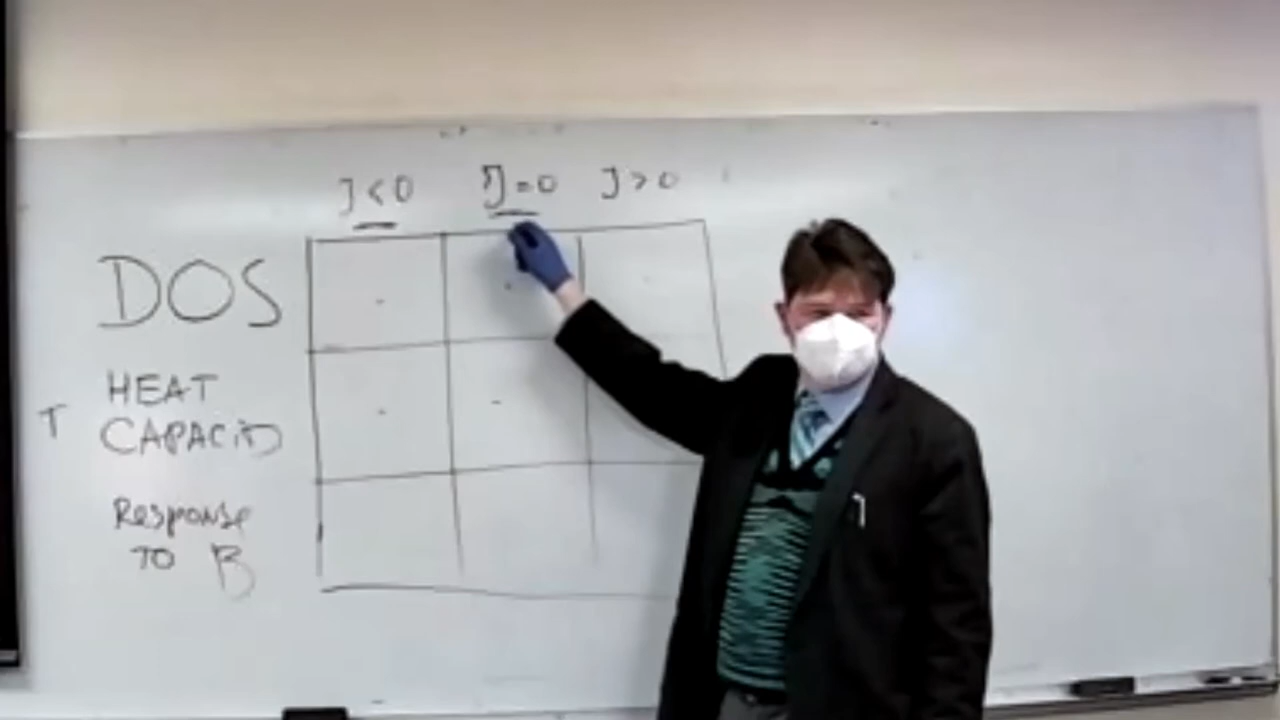 J<0 J=0 J>0
DOS
HEAT
T CAPACITY
Response
TO B